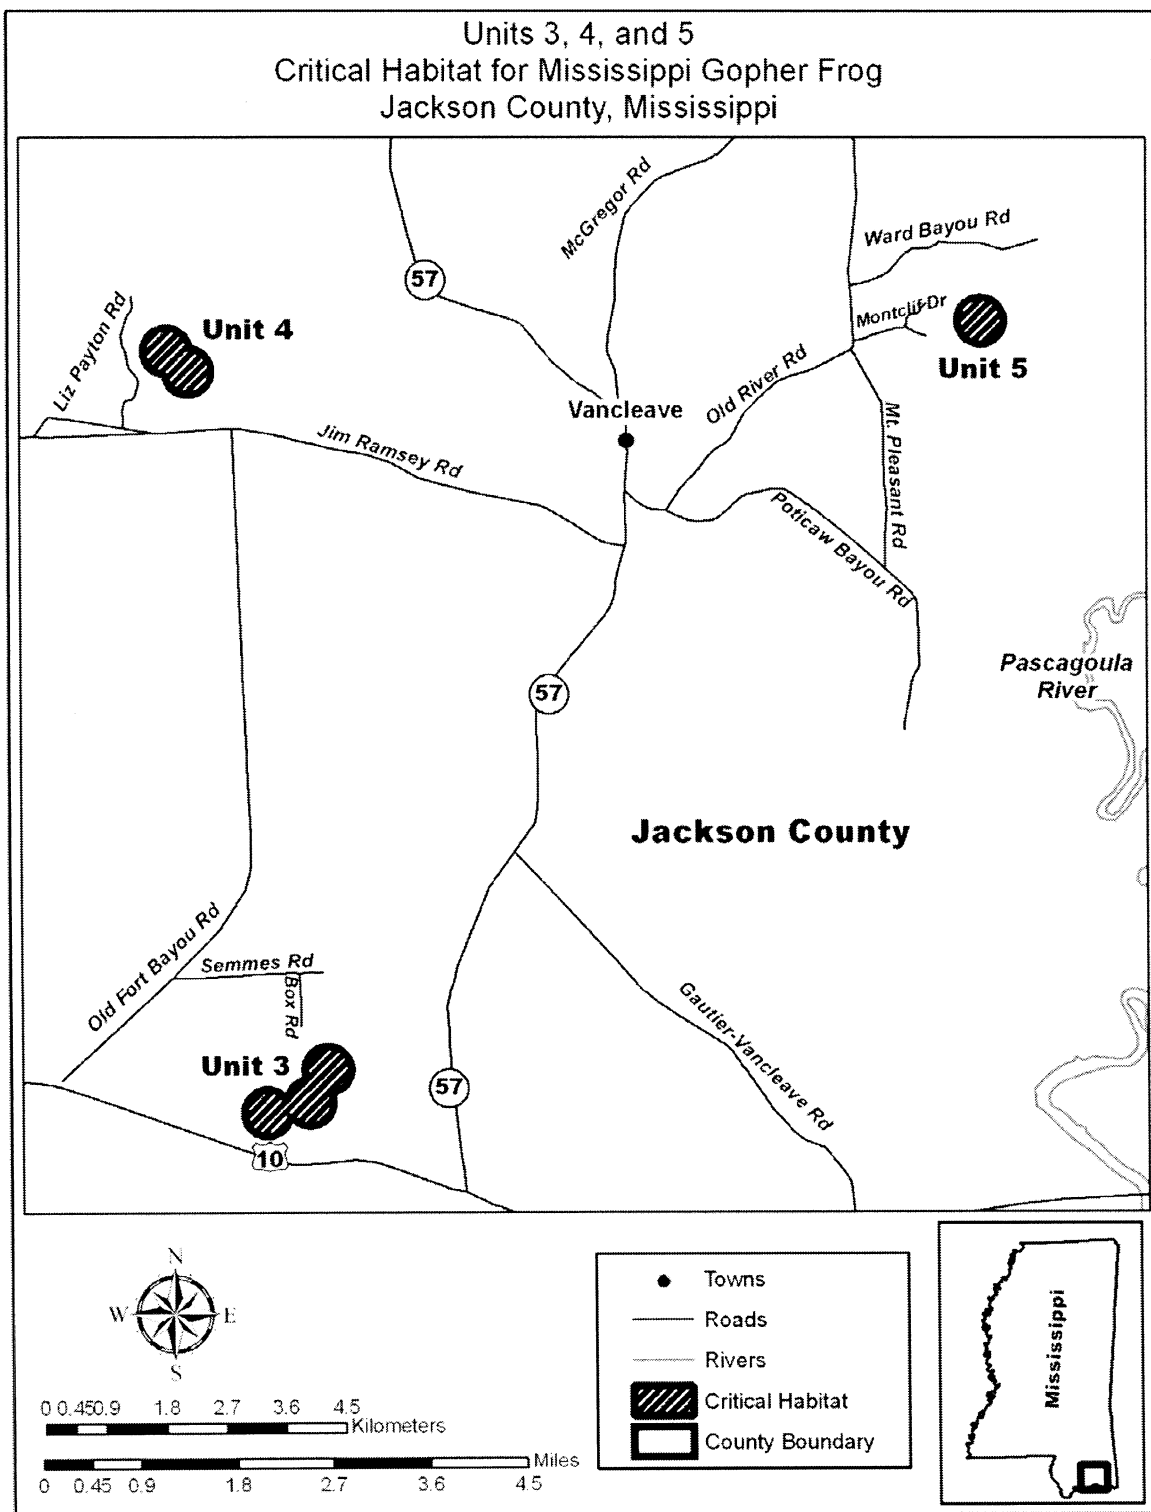 Units 3, 4, and 5
Critical Habitat for Mississippi Gopher Frog
Jackson County, Mississippi
McGregor Rd
Ward Bayou Rd
57
Liz Payton Rd
Unit 4
Montclif Dr
Unit 5
Old River Rd
Vancleave
Jim Ramsey Rd
Mt. Pleasant Rd
Poticaw Bayou Rd
Pascagoula
River
57
Jackson County
Old Fort Bayou Rd
Semmes Rd
Box Rd
Gautier-Vancleave Rd
Unit 3
57
10
N
W E
S
0 0.45 0.9 1.8 2.7 3.6 4.5
Kilometers
Miles
0 0.45 0.9 1.8 2.7 3.6 4.5
Towns
Roads
Rivers
Critical Habitat
County Boundary
Mississippi